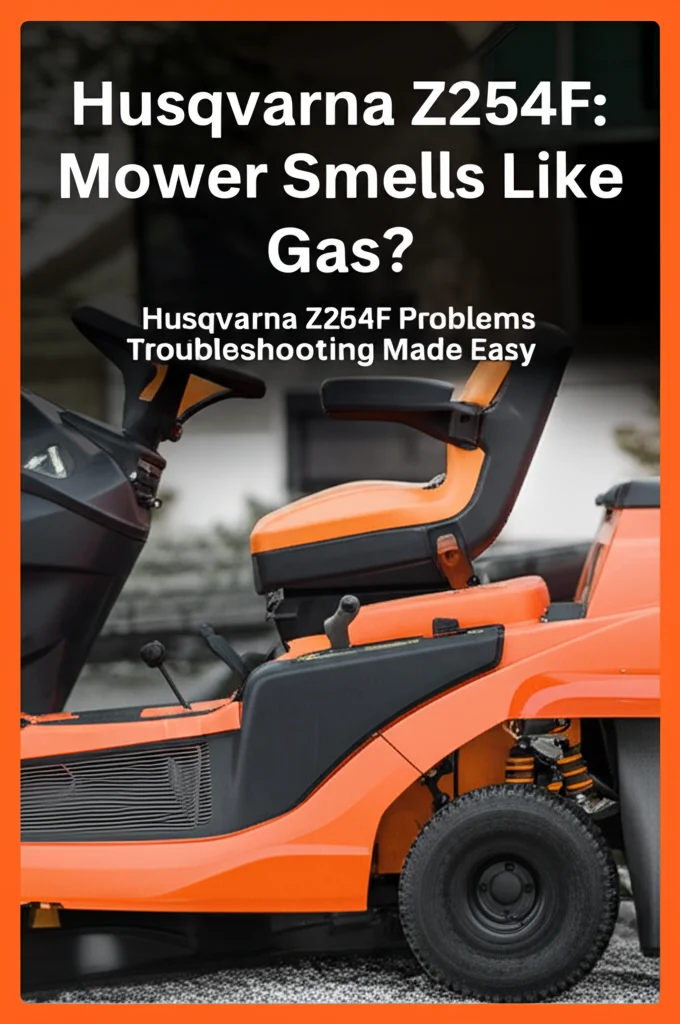 Husqvarna Z254F:
Mower Smells Like
Gas?
Husqvarna Z254F Problems
Troubleshooting Made Easy